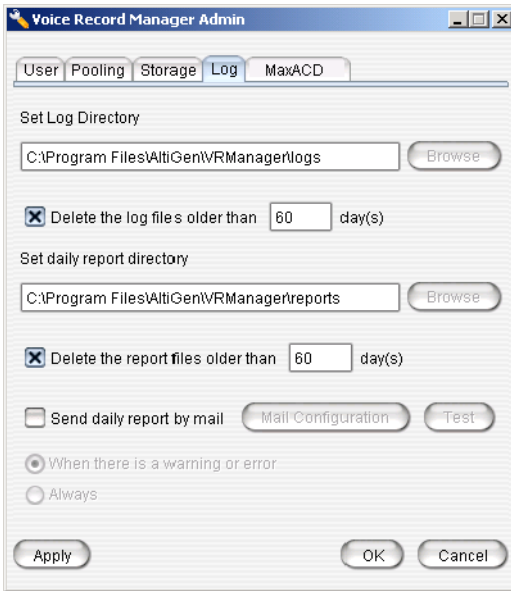 Voice Record Manager Admin
User Pooling Storage Log MaxACD
Set Log Directory
C:\Program Files\AltiGen\VRManager\logs Browse
Delete the log files older than 60 day(s)
Set daily report directory
C:\Program Files\AltiGen\VRManager\reports Browse
Delete the report files older than 60 day(s)
Send daily report by mail Mail Configuration Test
When there is a warning or error
Always
Apply OK Cancel